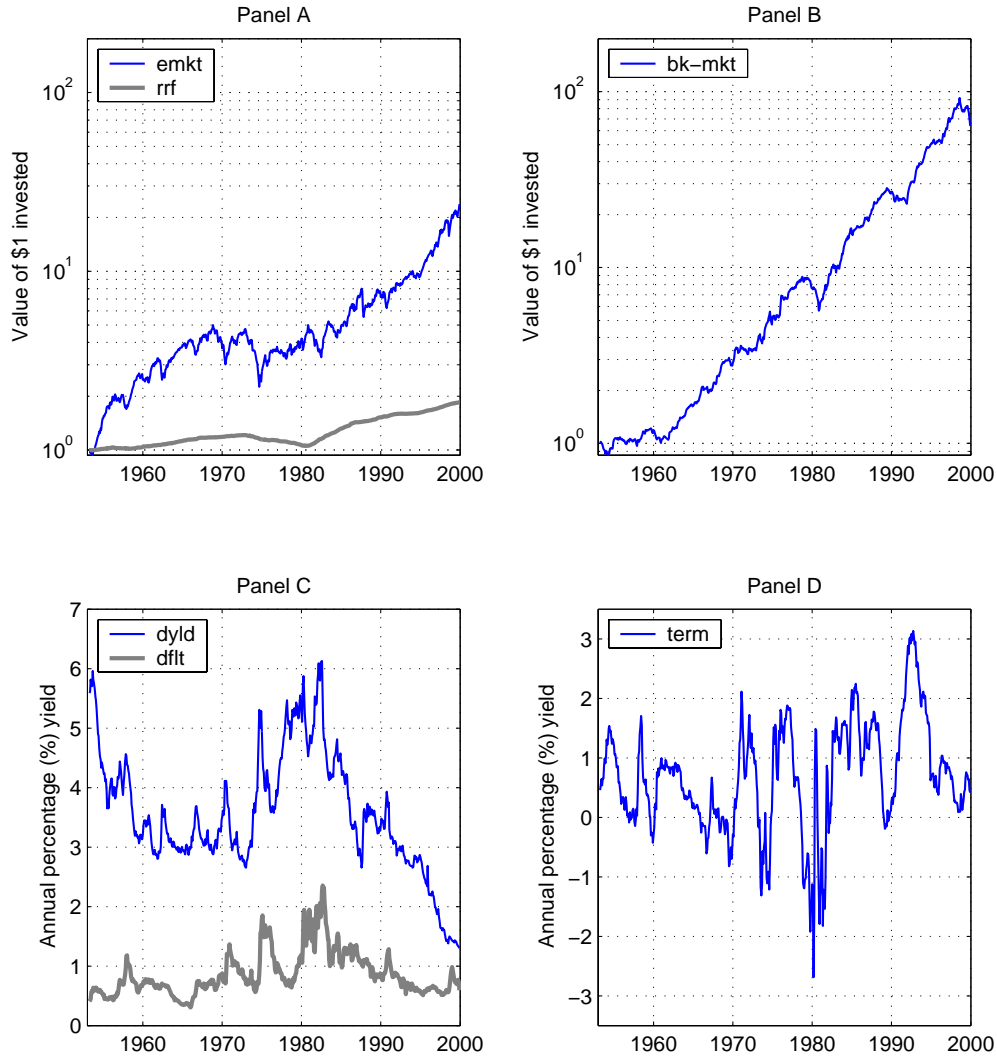 Panel A
emkt
rrf
Value of $1 invested
10^2
10^1
10^0
1960 1970 1980 1990 2000
Panel B
bk−mkt
Value of $1 invested
10^2
10^1
10^0
1960 1970 1980 1990 2000
Panel C
dyld
dflt
Annual percentage (%) yield
7
6
5
4
3
2
1
0
1960 1970 1980 1990 2000
Panel D
term
Annual percentage (%) yield
3
2
1
0
−1
−2
−3
1960 1970 1980 1990 2000